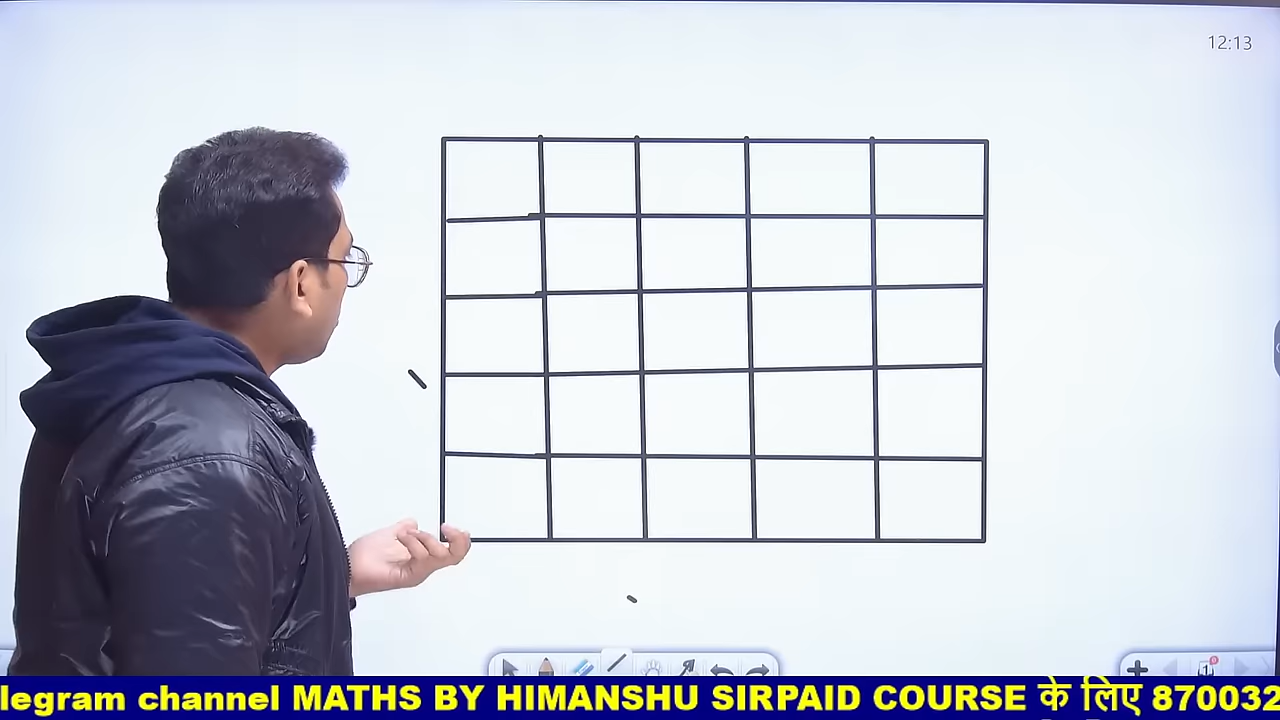 12:13
legram channel MATHS BY HIMANSHU SIRPAID COURSE के लिए 870032